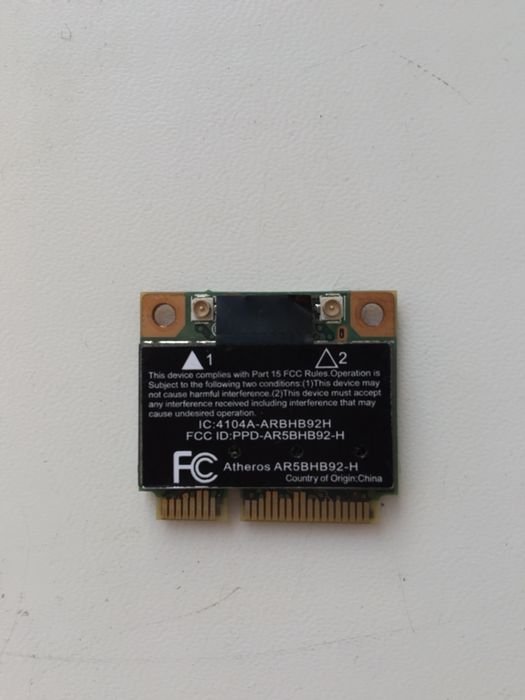 1 2
This device complies with Part 15 FCC Rules.Operation is
Subject to the following two conditions:(1)This device may
not cause harmful interference.(2)This device must accept
any interference received including interference that may
cause undesired operation.
IC:4104A-ARBHB92H
FCC ID:PPD-AR5BHB92-H
FC Atheros AR5BHB92-H
Country of Origin:China